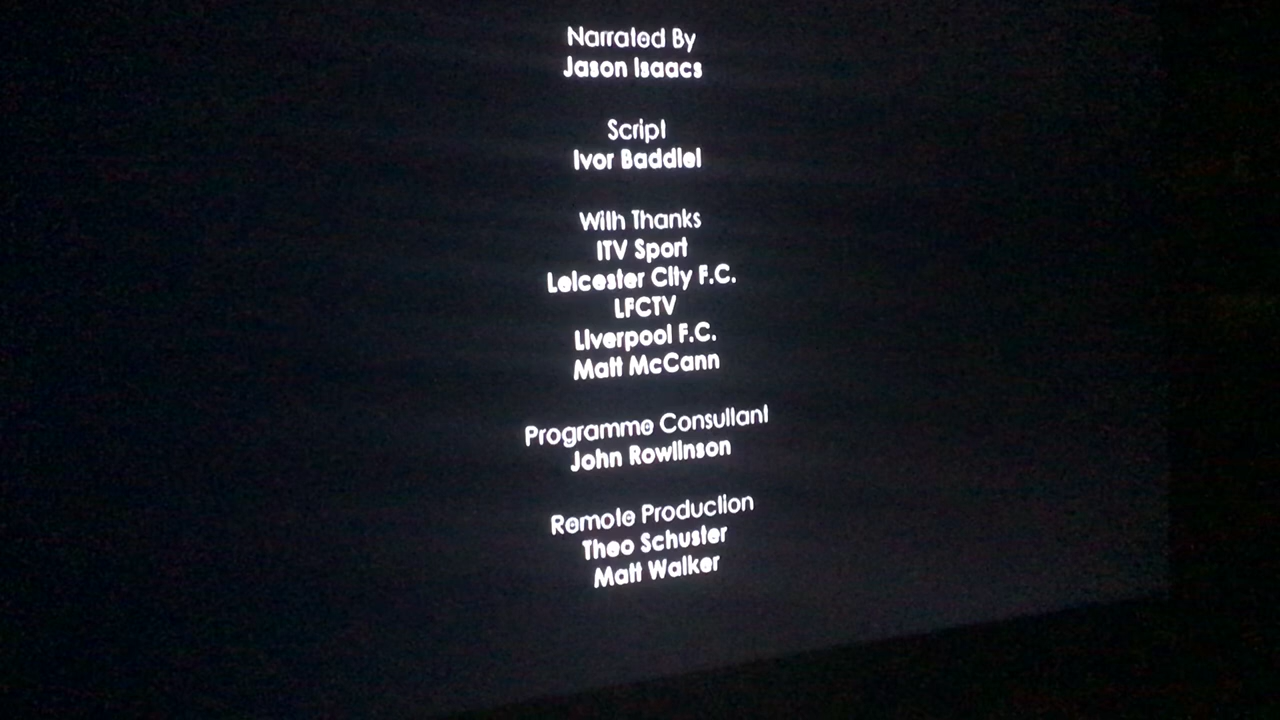 Narrated By
Jason Isaacs
Script
Ivor Baddiel
With Thanks
ITV Sport
Leicester City F.C.
LFCTV
Liverpool F.C.
Matt McCann
Programme Consultant
John Rowlinson
Remote Production
Theo Schuster
Matt Walker